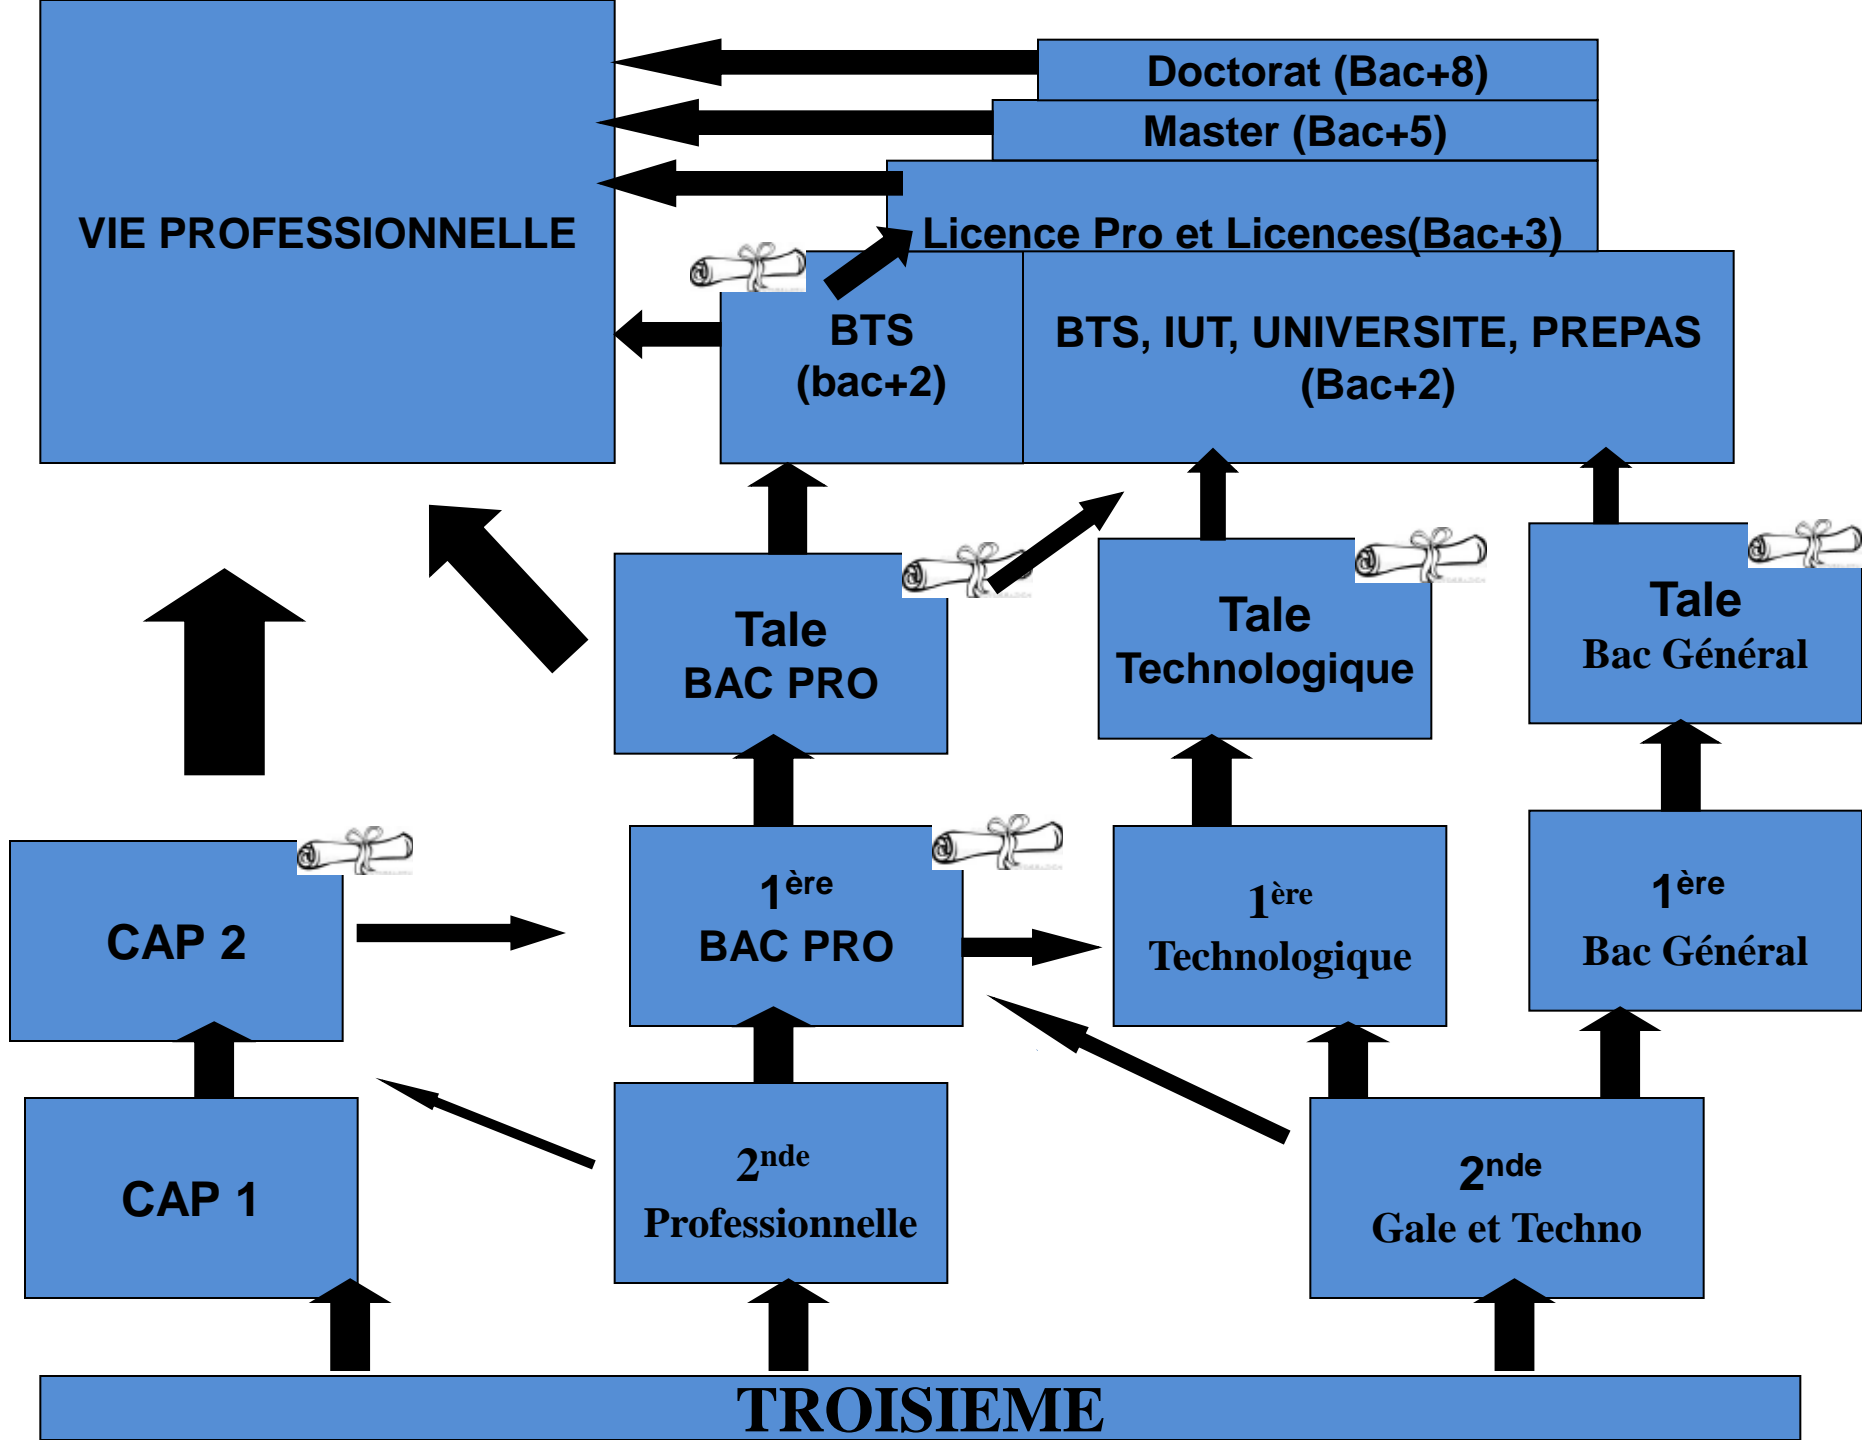 Doctorat (Bac+8)
Master (Bac+5)
VIE PROFESSIONNELLE
Licence Pro et Licences(Bac+3)
BTS
(bac+2)
BTS, IUT, UNIVERSITE, PREPAS
(Bac+2)
Tale
BAC PRO
Tale
Technologique
Tale
Bac Général
CAP 2
1ère
BAC PRO
1ère
Technologique
1ère
Bac Général
CAP 1
2nde
Professionnelle
2nde
Gale et Techno
TROISIEME